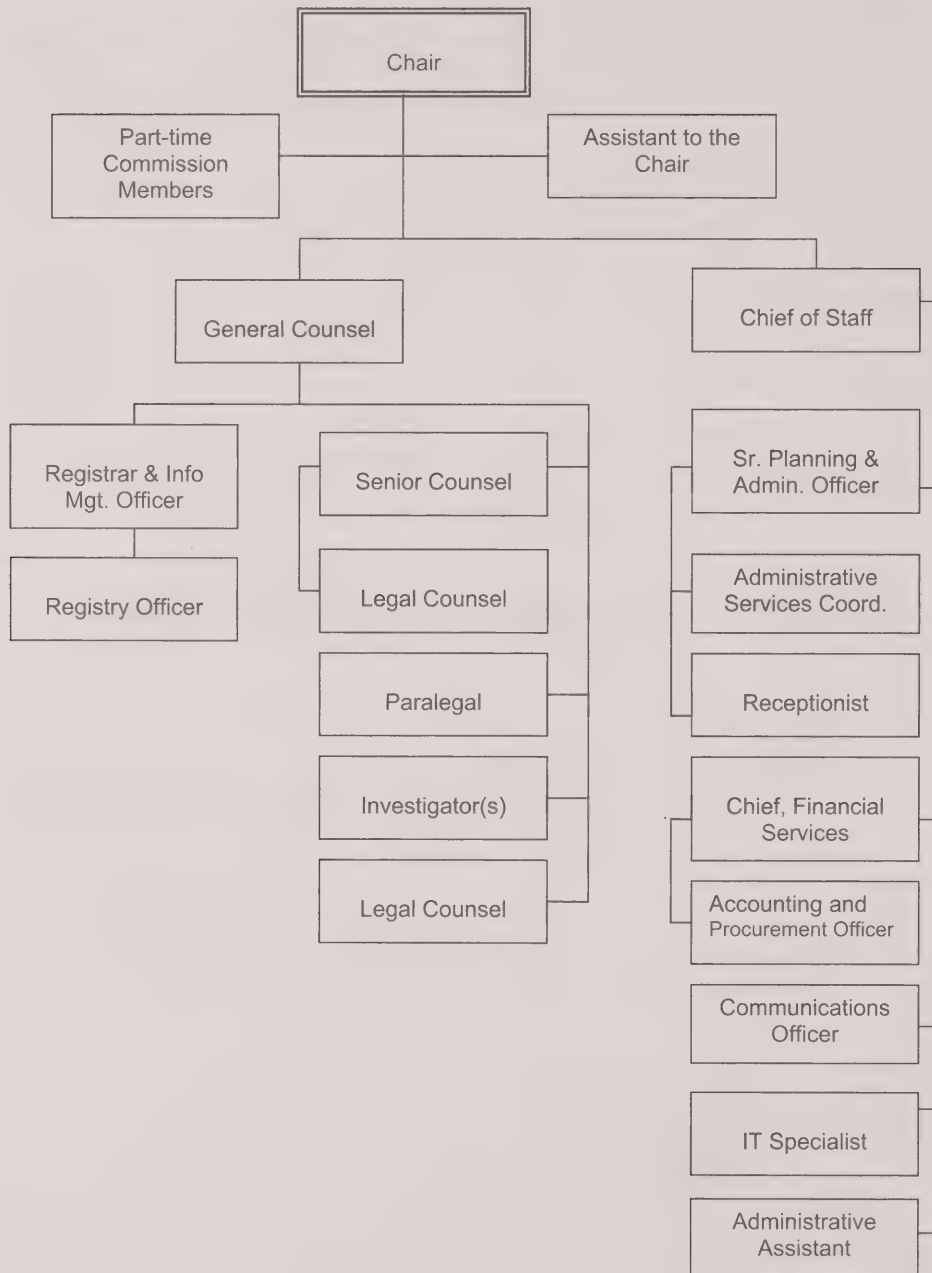 Chair
Part-time
Commission
Members
Assistant to the
Chair
General Counsel
Chief of Staff
Registrar & Info
Mgt. Officer
Registry Officer
Senior Counsel
Legal Counsel
Paralegal
Investigator(s)
Legal Counsel
Sr. Planning &
Admin. Officer
Administrative
Services Coord.
Receptionist
Chief, Financial
Services
Accounting and
Procurement Officer
Communications
Officer
IT Specialist
Administrative
Assistant